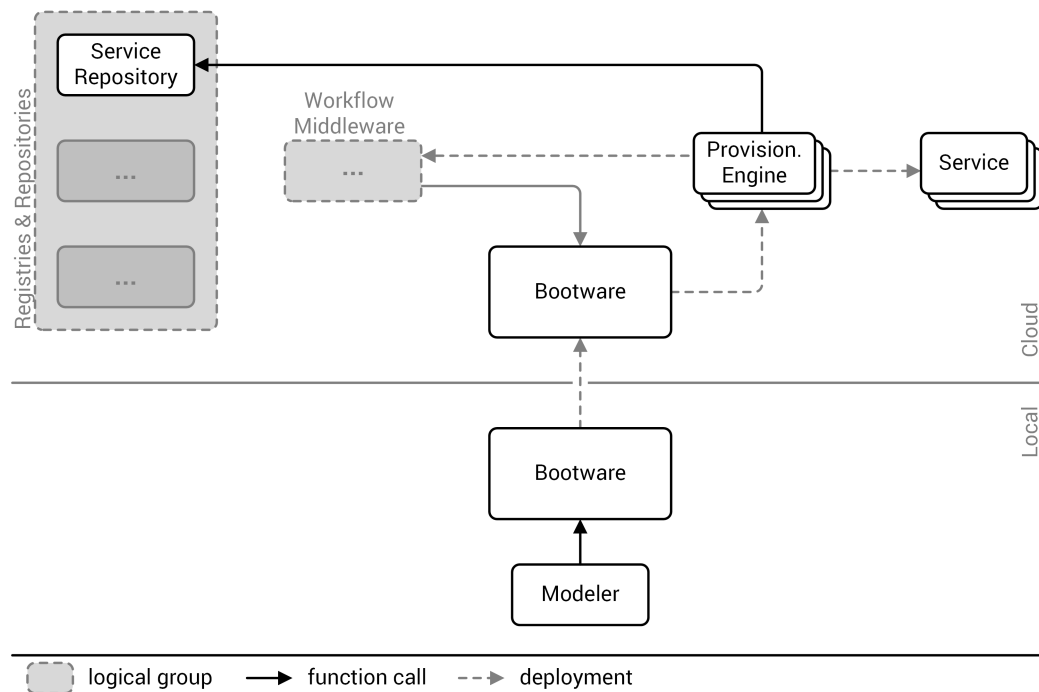 Service
Repository
Registries & Repositories
...
...
Workflow
Middleware
...
Provision.
Engine
Service
Bootware
Cloud
Local
Bootware
Modeler
logical group
function call
deployment